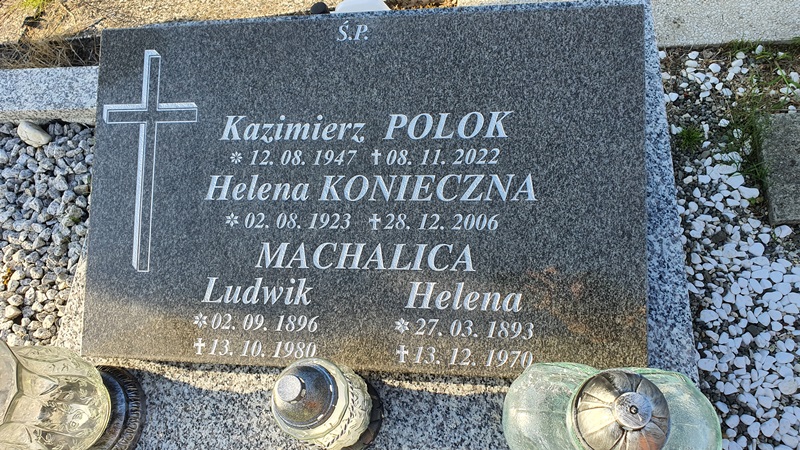 Ś.P.
Kazimierz POLOK
* 12. 08. 1947 † 08. 11. 2022
Helena KONIECZNA
* 02. 08. 1923 † 28. 12. 2006
MACHALICA
Ludwik Helena
* 02. 09. 1896 * 27. 03. 1893
† 13. 10. 1980 † 13. 12. 1970